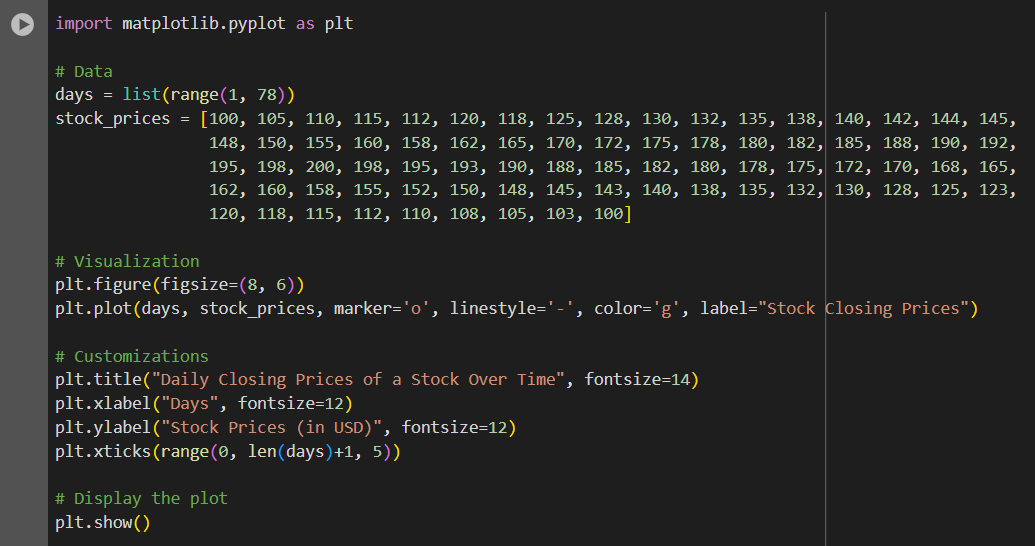 import matplotlib.pyplot as plt
# Data
days = list(range(1, 78))
stock_prices = [100, 105, 110, 115, 112, 120, 118, 125, 128, 130, 132, 135, 138, 140, 142, 144, 145,
148, 150, 155, 160, 158, 162, 165, 170, 172, 175, 178, 180, 182, 185, 188, 190, 192,
195, 198, 200, 198, 195, 193, 190, 188, 185, 182, 180, 178, 175, 172, 170, 168, 165,
162, 160, 158, 155, 152, 150, 148, 145, 143, 140, 138, 135, 132, 130, 128, 125, 123,
120, 118, 115, 112, 110, 108, 105, 103, 100]
# Visualization
plt.figure(figsize=(8, 6))
plt.plot(days, stock_prices, marker='o', linestyle='-', color='g', label="Stock Closing Prices")
# Customizations
plt.title("Daily Closing Prices of a Stock Over Time", fontsize=14)
plt.xlabel("Days", fontsize=12)
plt.ylabel("Stock Prices (in USD)", fontsize=12)
plt.xticks(range(0, len(days)+1, 5))
# Display the plot
plt.show()